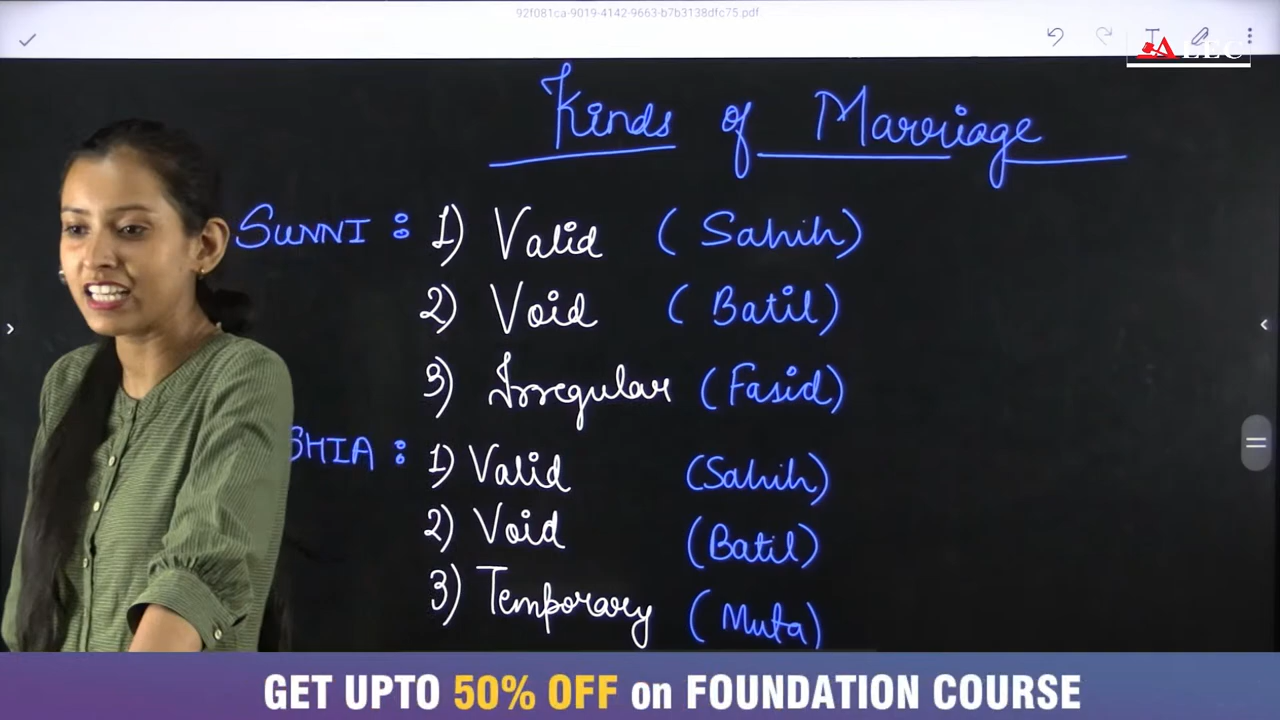 92f081ca-9019-4142-9663-b7b3138dfc75.pdf
LEC
Kinds of Marriage
SUNNI : 1) Valid (Sahih)
2) Void (Batil)
3) Irregular (Fasid)
SHIA : 1) Valid (Sahih)
2) Void (Batil)
3) Temporary (Muta)
GET UPTO 50% OFF on FOUNDATION COURSE